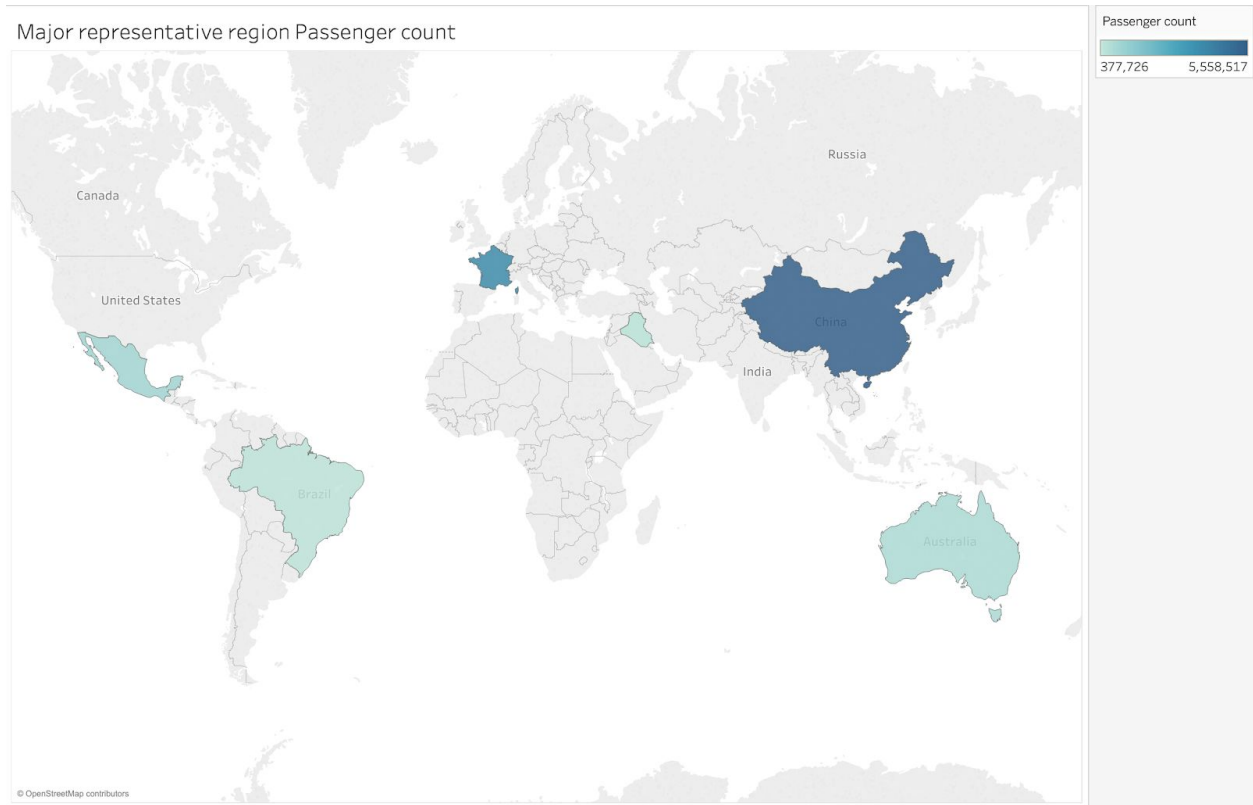 Major representative region Passenger count
Passenger count
377,726 5,558,517
Russia
Canada
United States
China
India
Brazil
Australia
© OpenStreetMap contributors